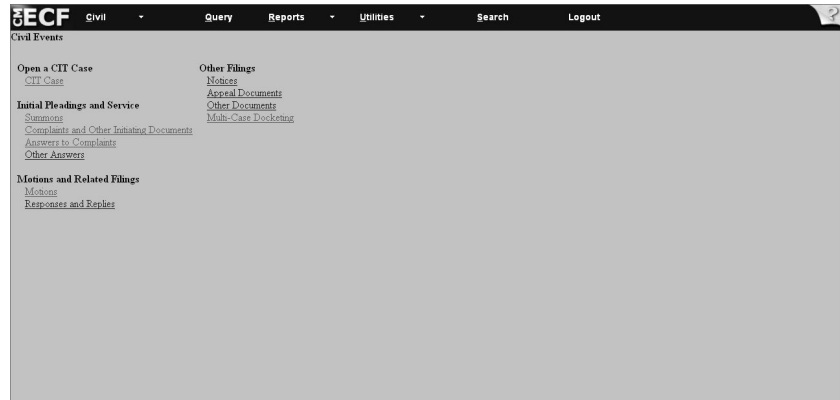 CM ECF Civil Query Reports Utilities Search Logout ?
Civil Events
Open a CIT Case
CIT Case
Initial Pleadings and Service
Summons
Complaints and Other Initiating Documents
Answers to Complaints
Other Answers
Motions and Related Filings
Motions
Responses and Replies
Other Filings
Notices
Appeal Documents
Other Documents
Multi-Case Docketing